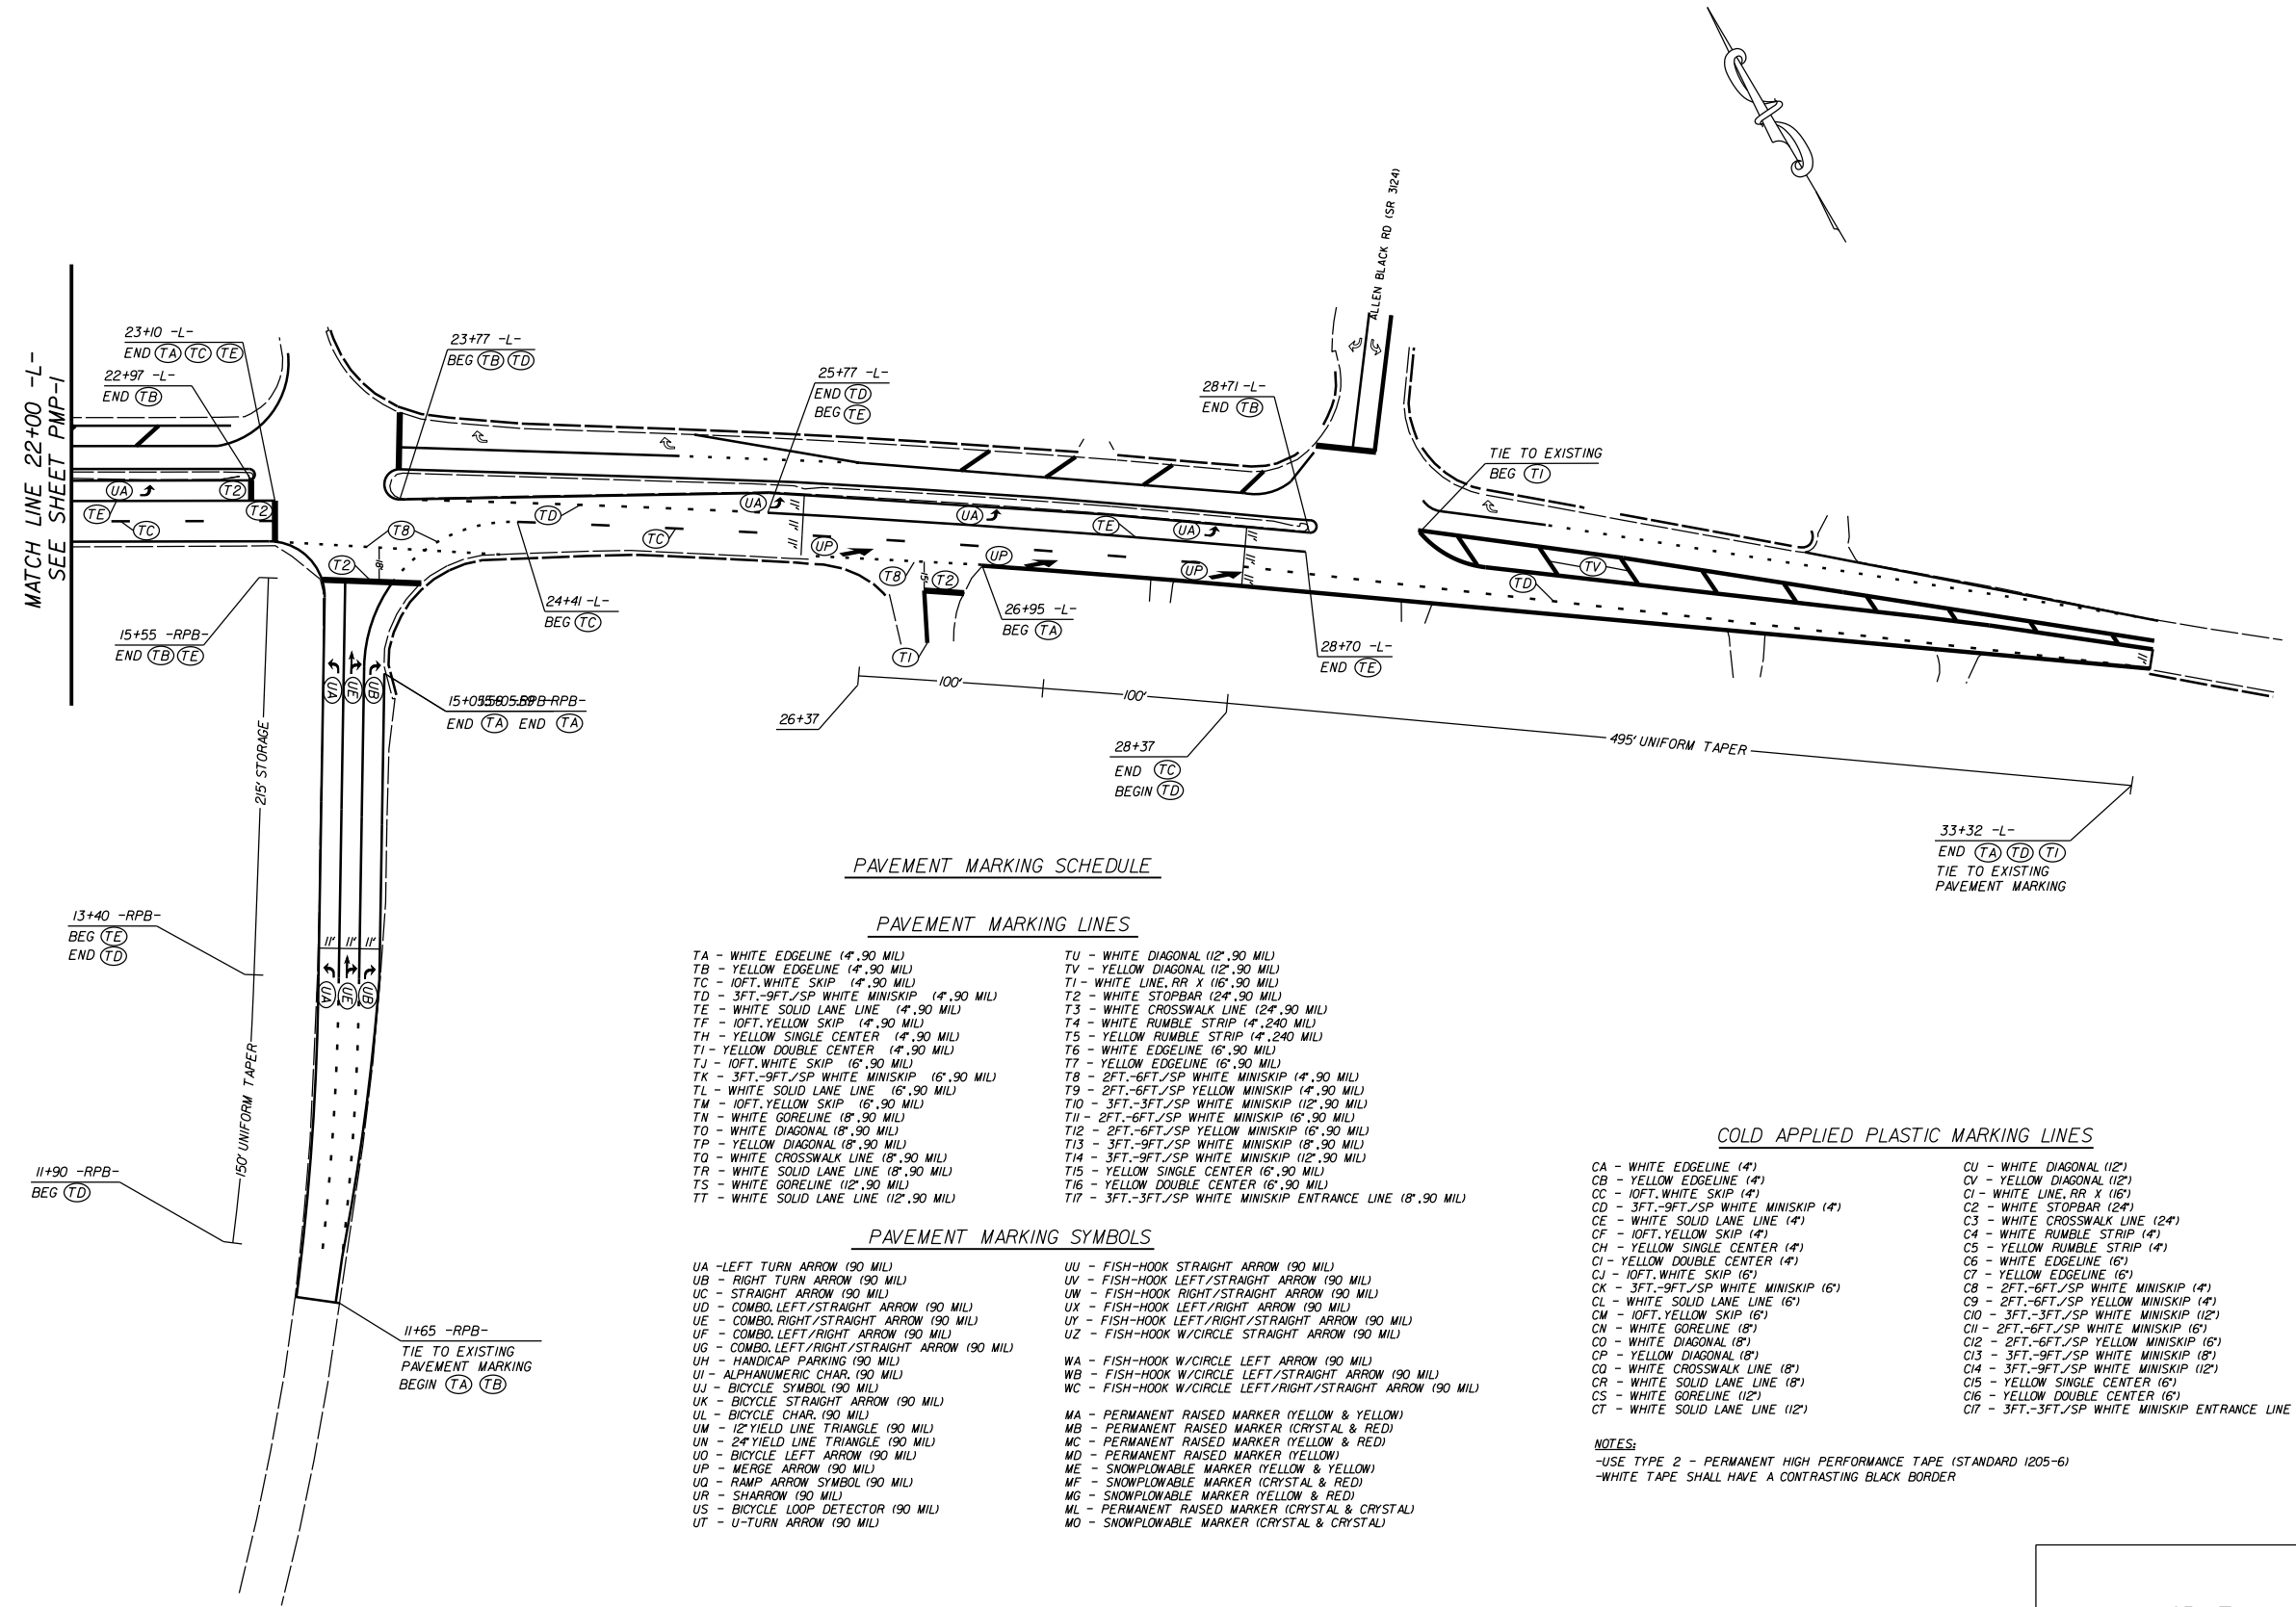 MATCH LINE 22+00 -L-
SEE SHEET PMP-1
23+10 -L-
END TA TC TE
22+97 -L-
END TB
23+77 -L-
BEG TB TD
25+77 -L-
END TD
BEG TE
28+71 -L-
END TB
ALLEN BLACK RD (SR 3124)
TIE TO EXISTING
BEG TI
UA
T2
TE
TC
T2
T8
T2
18'
TD
TC
UA
11'
11'
UP
UA
UP
TE
UA
UP
11'
11'
T8
15'
T2
TI
TV
TD
11'
24+41 -L-
BEG TC
26+95 -L-
BEG TA
28+70 -L-
END TE
15+55 -RPB-
END TB TE
UA UE UB
END TA END TA
100'
100'
26+37
28+37
END TC
BEGIN TD
495' UNIFORM TAPER
33+32 -L-
END TA TD TI
TIE TO EXISTING
PAVEMENT MARKING
215' STORAGE
13+40 -RPB-
BEG TE
END TD
11' 11' 11'
UA UE UB
150' UNIFORM TAPER
11+90 -RPB-
BEG TD
11+65 -RPB-
TIE TO EXISTING
PAVEMENT MARKING
BEGIN TA TB
PAVEMENT MARKING SCHEDULE
PAVEMENT MARKING LINES
TA - WHITE EDGELINE (4",90 MIL)
TB - YELLOW EDGELINE (4",90 MIL)
TC - 10FT. WHITE SKIP (4",90 MIL)
TD - 3FT.-9FT./SP WHITE MINISKIP (4",90 MIL)
TE - WHITE SOLID LANE LINE (4",90 MIL)
TF - 10FT. YELLOW SKIP (4",90 MIL)
TH - YELLOW SINGLE CENTER (4",90 MIL)
TI - YELLOW DOUBLE CENTER (4",90 MIL)
TJ - 10FT. WHITE SKIP (6",90 MIL)
TK - 3FT.-9FT./SP WHITE MINISKIP (6",90 MIL)
TL - WHITE SOLID LANE LINE (6",90 MIL)
TM - 10FT. YELLOW SKIP (6",90 MIL)
TN - WHITE GORELINE (8",90 MIL)
TO - WHITE DIAGONAL (8",90 MIL)
TP - YELLOW DIAGONAL (8",90 MIL)
TQ - WHITE CROSSWALK LINE (8",90 MIL)
TR - WHITE SOLID LANE LINE (8",90 MIL)
TS - WHITE GORELINE (12",90 MIL)
TT - WHITE SOLID LANE LINE (12",90 MIL)
TU - WHITE DIAGONAL (12",90 MIL)
TV - YELLOW DIAGONAL (12",90 MIL)
T1 - WHITE LINE, RR X (16",90 MIL)
T2 - WHITE STOPBAR (24",90 MIL)
T3 - WHITE CROSSWALK LINE (24",90 MIL)
T4 - WHITE RUMBLE STRIP (4",240 MIL)
T5 - YELLOW RUMBLE STRIP (4",240 MIL)
T6 - WHITE EDGELINE (6",90 MIL)
T7 - YELLOW EDGELINE (6",90 MIL)
T8 - 2FT.-6FT./SP WHITE MINISKIP (4",90 MIL)
T9 - 2FT.-6FT./SP YELLOW MINISKIP (4",90 MIL)
T10 - 3FT.-3FT./SP WHITE MINISKIP (12",90 MIL)
T11 - 2FT.-6FT./SP WHITE MINISKIP (6",90 MIL)
T12 - 2FT.-6FT./SP YELLOW MINISKIP (6",90 MIL)
T13 - 3FT.-9FT./SP WHITE MINISKIP (8",90 MIL)
T14 - 3FT.-9FT./SP WHITE MINISKIP (12",90 MIL)
T15 - YELLOW SINGLE CENTER (6",90 MIL)
T16 - YELLOW DOUBLE CENTER (6",90 MIL)
T17 - 3FT.-3FT./SP WHITE MINISKIP ENTRANCE LINE (8",90 MIL)
PAVEMENT MARKING SYMBOLS
UA -LEFT TURN ARROW (90 MIL)
UB - RIGHT TURN ARROW (90 MIL)
UC - STRAIGHT ARROW (90 MIL)
UD - COMBO. LEFT/STRAIGHT ARROW (90 MIL)
UE - COMBO. RIGHT/STRAIGHT ARROW (90 MIL)
UF - COMBO. LEFT/RIGHT ARROW (90 MIL)
UG - COMBO. LEFT/RIGHT/STRAIGHT ARROW (90 MIL)
UH - HANDICAP PARKING (90 MIL)
UI - ALPHANUMERIC CHAR. (90 MIL)
UJ - BICYCLE SYMBOL (90 MIL)
UK - BICYCLE STRAIGHT ARROW (90 MIL)
UL - BICYCLE CHAR. (90 MIL)
UM - 12" YIELD LINE TRIANGLE (90 MIL)
UN - 24" YIELD LINE TRIANGLE (90 MIL)
UO - BICYCLE LEFT ARROW (90 MIL)
UP - MERGE ARROW (90 MIL)
UQ - RAMP ARROW SYMBOL (90 MIL)
UR - SHARROW (90 MIL)
US - BICYCLE LOOP DETECTOR (90 MIL)
UT - U-TURN ARROW (90 MIL)
UU - FISH-HOOK STRAIGHT ARROW (90 MIL)
UV - FISH-HOOK LEFT/STRAIGHT ARROW (90 MIL)
UW - FISH-HOOK RIGHT/STRAIGHT ARROW (90 MIL)
UX - FISH-HOOK LEFT/RIGHT ARROW (90 MIL)
UY - FISH-HOOK LEFT/RIGHT/STRAIGHT ARROW (90 MIL)
UZ - FISH-HOOK W/CIRCLE STRAIGHT ARROW (90 MIL)
WA - FISH-HOOK W/CIRCLE LEFT ARROW (90 MIL)
WB - FISH-HOOK W/CIRCLE LEFT/STRAIGHT ARROW (90 MIL)
WC - FISH-HOOK W/CIRCLE LEFT/RIGHT/STRAIGHT ARROW (90 MIL)
MA - PERMANENT RAISED MARKER (YELLOW & YELLOW)
MB - PERMANENT RAISED MARKER (CRYSTAL & RED)
MC - PERMANENT RAISED MARKER (YELLOW & RED)
MD - PERMANENT RAISED MARKER (YELLOW)
ME - SNOWPLOWABLE MARKER (YELLOW & YELLOW)
MF - SNOWPLOWABLE MARKER (CRYSTAL & RED)
MG - SNOWPLOWABLE MARKER (YELLOW & RED)
ML - PERMANENT RAISED MARKER (CRYSTAL & CRYSTAL)
MO - SNOWPLOWABLE MARKER (CRYSTAL & CRYSTAL)
COLD APPLIED PLASTIC MARKING LINES
CA - WHITE EDGELINE (4")
CB - YELLOW EDGELINE (4")
CC - 10FT. WHITE SKIP (4")
CD - 3FT.-9FT./SP WHITE MINISKIP (4")
CE - WHITE SOLID LANE LINE (4")
CF - 10FT. YELLOW SKIP (4")
CH - YELLOW SINGLE CENTER (4")
CI - YELLOW DOUBLE CENTER (4")
CJ - 10FT. WHITE SKIP (6")
CK - 3FT.-9FT./SP WHITE MINISKIP (6")
CL - WHITE SOLID LANE LINE (6")
CM - 10FT. YELLOW SKIP (6")
CN - WHITE GORELINE (8")
CO - WHITE DIAGONAL (8")
CP - YELLOW DIAGONAL (8")
CQ - WHITE CROSSWALK LINE (8")
CR - WHITE SOLID LANE LINE (8")
CS - WHITE GORELINE (12")
CT - WHITE SOLID LANE LINE (12")
CU - WHITE DIAGONAL (12")
CV - YELLOW DIAGONAL (12")
C1 - WHITE LINE, RR X (16")
C2 - WHITE STOPBAR (24")
C3 - WHITE CROSSWALK LINE (24")
C4 - WHITE RUMBLE STRIP (4")
C5 - YELLOW RUMBLE STRIP (4")
C6 - WHITE EDGELINE (6")
C7 - YELLOW EDGELINE (6")
C8 - 2FT.-6FT./SP WHITE MINISKIP (4")
C9 - 2FT.-6FT./SP YELLOW MINISKIP (4")
C10 - 3FT.-3FT./SP WHITE MINISKIP (12")
C11 - 2FT.-6FT./SP WHITE MINISKIP (6")
C12 - 2FT.-6FT./SP YELLOW MINISKIP (6")
C13 - 3FT.-9FT./SP WHITE MINISKIP (8")
C14 - 3FT.-9FT./SP WHITE MINISKIP (12")
C15 - YELLOW SINGLE CENTER (6")
C16 - YELLOW DOUBLE CENTER (6")
C17 - 3FT.-3FT./SP WHITE MINISKIP ENTRANCE LINE
NOTES:
-USE TYPE 2 - PERMANENT HIGH PERFORMANCE TAPE (STANDARD 1205-6)
-WHITE TAPE SHALL HAVE A CONTRASTING BLACK BORDER